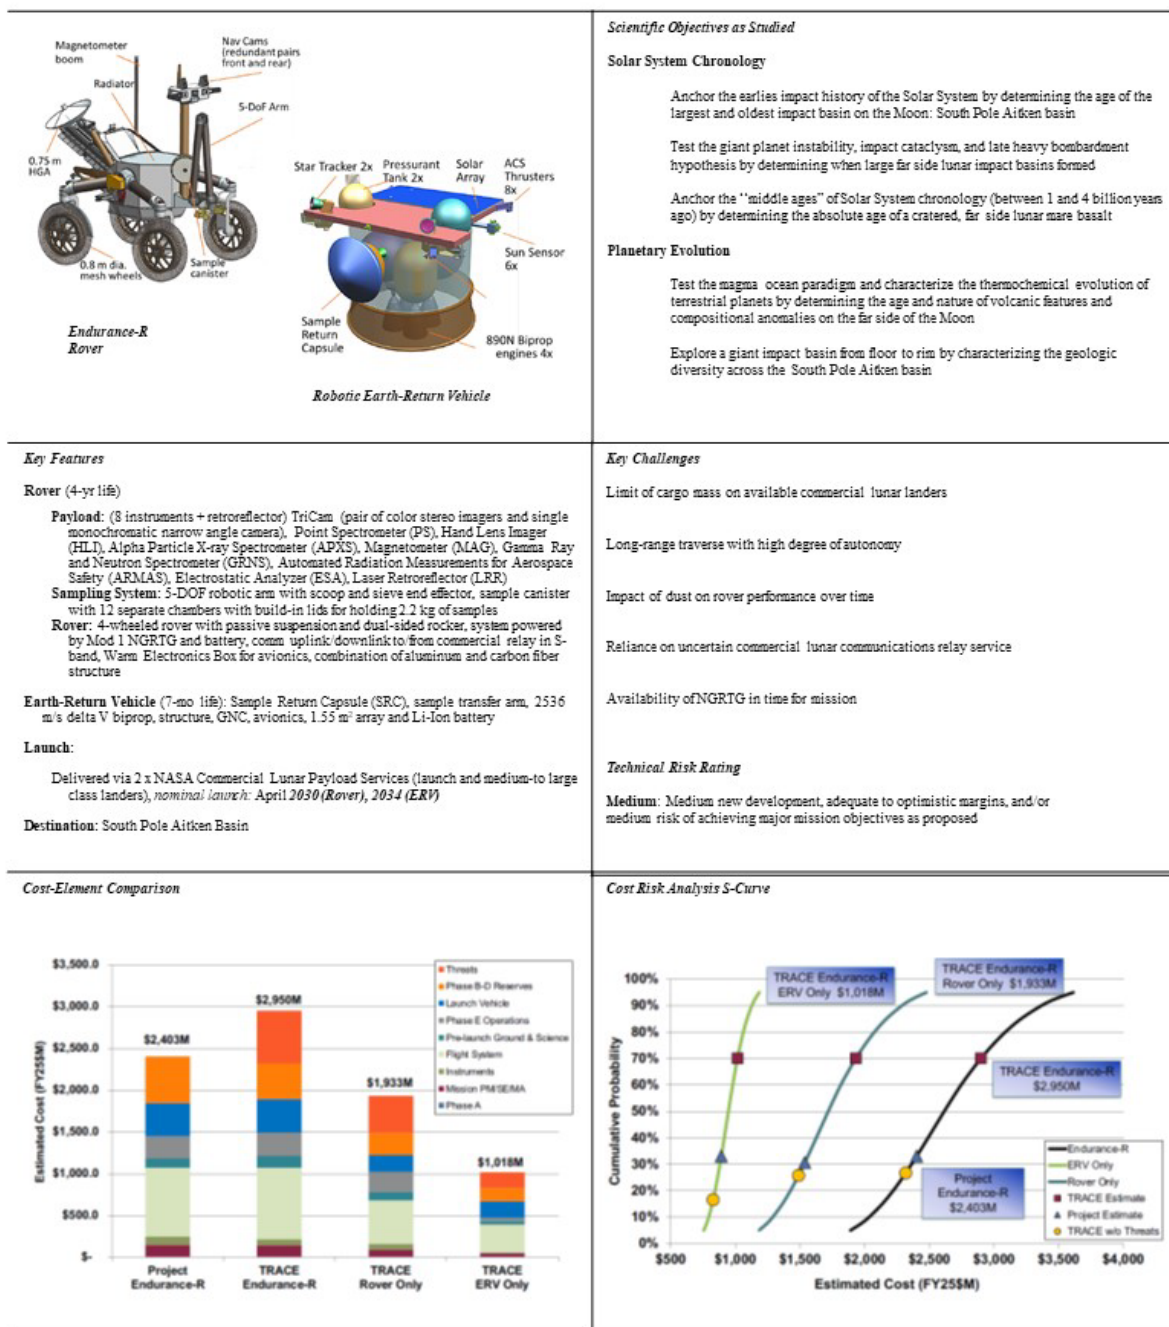 Magnetometer
boom
Nav Cams
(redundant pairs
front and rear)
Radiator
5-DoF Arm
0.75 m
HGA
0.8 m dia.
mesh wheels
Sample
canister
Endurance-R
Rover
Star Tracker 2x
Pressurant
Tank 2x
Solar
Array
ACS
Thrusters
8x
Sun Sensor
6x
Sample
Return
Capsule
890N Biprop
engines 4x
Robotic Earth-Return Vehicle
Scientific Objectives as Studied
Solar System Chronology
Anchor the earlies impact history of the Solar System by determining the age of the
largest and oldest impact basin on the Moon: South Pole Aitken basin
Test the giant planet instability, impact cataclysm, and late heavy bombardment
hypothesis by determining when large far side lunar impact basins formed
Anchor the "middle ages" of Solar System chronology (between 1 and 4 billion years
ago) by determining the absolute age of a cratered, far side lunar mare basalt
Planetary Evolution
Test the magma ocean paradigm and characterize the thermochemical evolution of
terrestrial planets by determining the age and nature of volcanic features and
compositional anomalies on the far side of the Moon
Explore a giant impact basin from floor to rim by characterizing the geologic
diversity across the South Pole Aitken basin
Key Features
Rover (4-yr life)
Payload: (8 instruments + retroreflector) TriCam (pair of color stereo imagers and single
monochromatic narrow angle camera), Point Spectrometer (PS), Hand Lens Imager
(HLI), Alpha Particle X-ray Spectrometer (APXS), Magnetometer (MAG), Gamma Ray
and Neutron Spectrometer (GRNS), Automated Radiation Measurements for Aerospace
Safety (ARMAS), Electrostatic Analyzer (ESA), Laser Retroreflector (LRR)
Sampling System: 5-DOF robotic arm with scoop and sieve end effector, sample canister
with 12 separate chambers with build-in lids for holding 2.2 kg of samples
Rover: 4-wheeled rover with passive suspension and dual-sided rocker, system powered
by Mod 1 NGRTG and battery, comm uplink/downlink to/from commercial relay in S-
band, Warm Electronics Box for avionics, combination of aluminum and carbon fiber
structure
Earth-Return Vehicle (7-mo life): Sample Return Capsule (SRC), sample transfer arm, 2536
m/s delta V biprop, structure, GNC, avionics, 1.55 m² array and Li-Ion battery
Launch:
Delivered via 2 x NASA Commercial Lunar Payload Services (launch and medium-to large
class landers), nominal launch: April 2030 (Rover), 2034 (ERV)
Destination: South Pole Aitken Basin
Key Challenges
Limit of cargo mass on available commercial lunar landers
Long-range traverse with high degree of autonomy
Impact of dust on rover performance over time
Reliance on uncertain commercial lunar communications relay service
Availability of NGRTG in time for mission
Technical Risk Rating
Medium: Medium new development, adequate to optimistic margins, and/or
medium risk of achieving major mission objectives as proposed
Cost-Element Comparison
Estimated Cost (FY25$M)
$3,500.0
$3,000.0
$2,500.0
$2,000.0
$1,500.0
$1,000.0
$500.0
$-
$2,403M
$2,950M
$1,933M
$1,018M
Threats
Phase B-D Reserves
Launch Vehicle
Phase E Operations
Pre-launch Ground & Science
Flight System
Instruments
Mission PM/SE/MA
Phase A
Project
Endurance-R
TRACE
Endurance-R
TRACE
Rover Only
TRACE
ERV Only
Cost Risk Analysis S-Curve
Cumulative Probability
100%
90%
80%
70%
60%
50%
40%
30%
20%
10%
0%
TRACE Endurance-R
ERV Only $1,018M
TRACE Endurance-R
Rover Only $1,933M
TRACE Endurance-R
$2,950M
Project
Endurance-R
$2,403M
Endurance-R
ERV Only
Rover Only
TRACE Estimate
Project Estimate
TRACE w/o Threats
$500
$1,000
$1,500
$2,000
$2,500
$3,000
$3,500
$4,000
Estimated Cost (FY25$M)